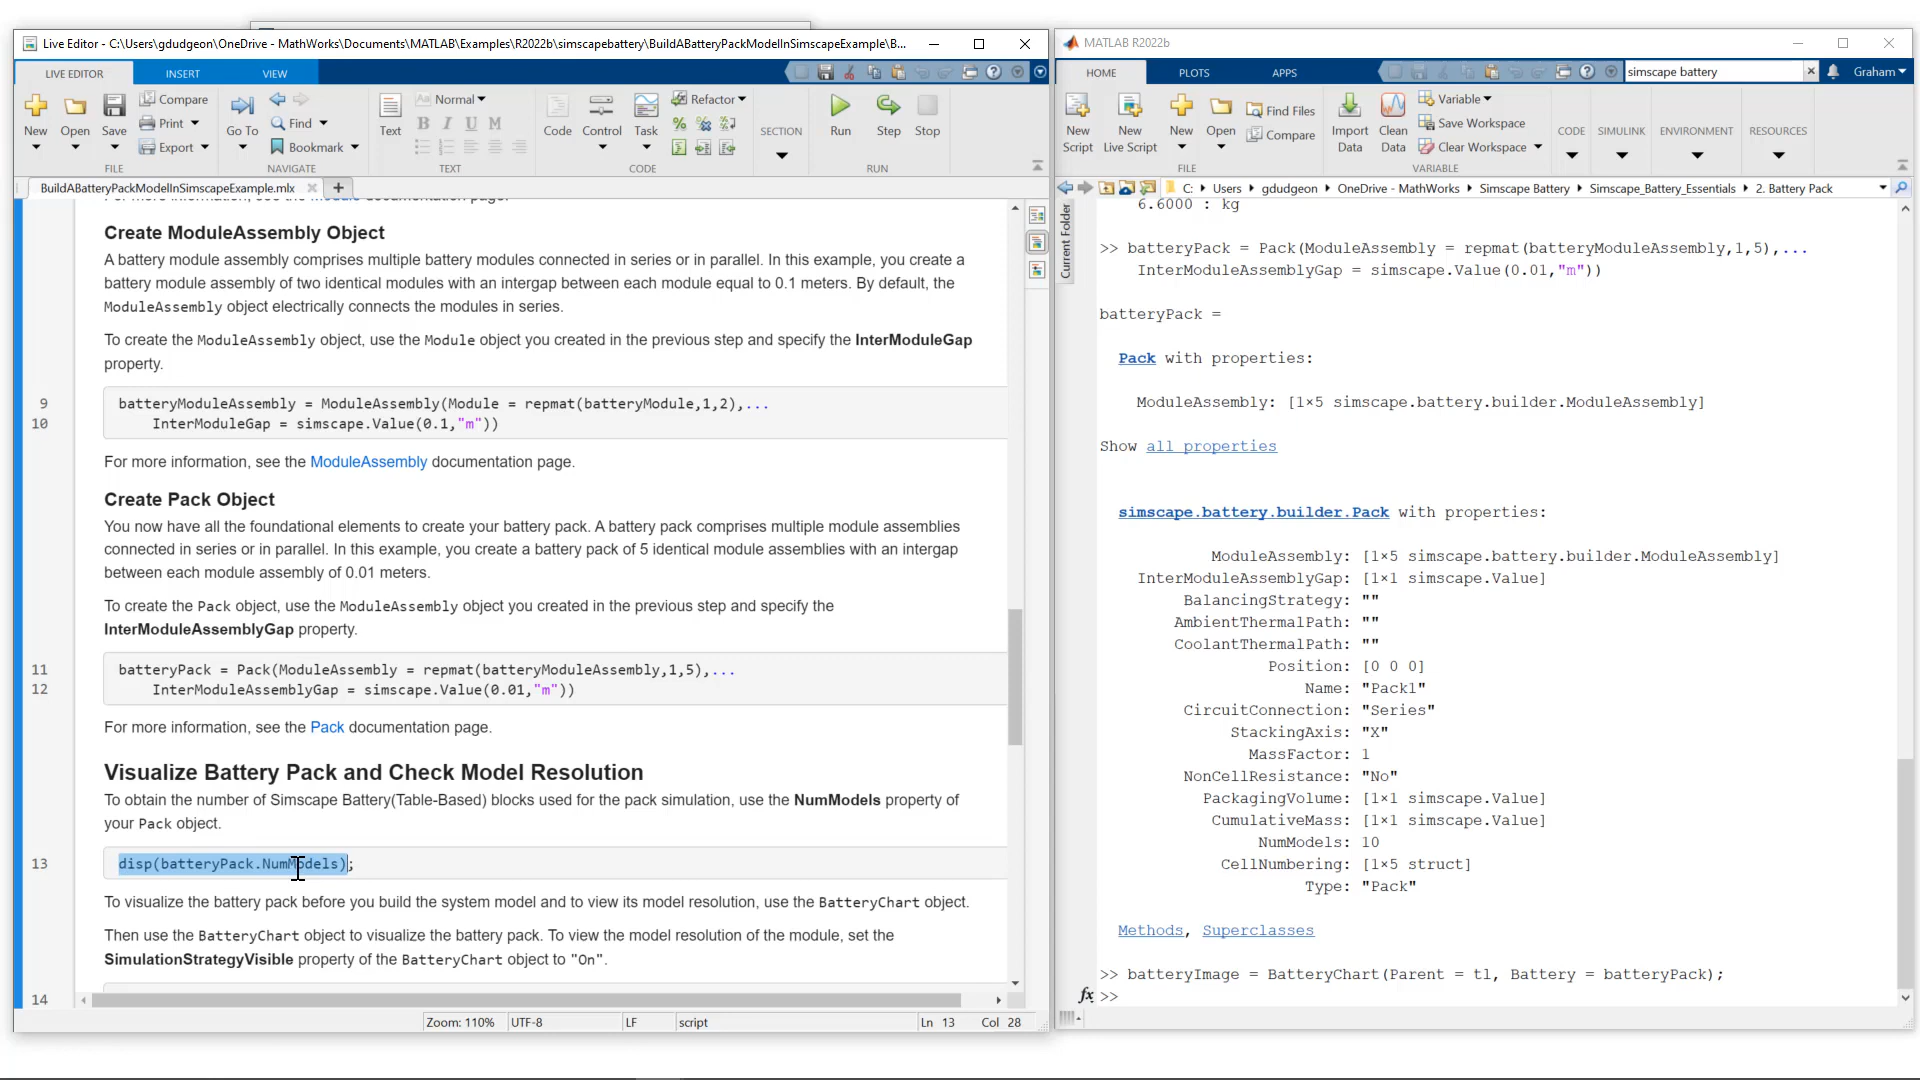 Live Editor - C:\Users\gdudgeon\OneDrive - MathWorks\Documents\MATLAB\Examples\R2022b\simscapebattery\BuildABatteryPackModelInSimscapeExample\B...
LIVE EDITOR
INSERT
VIEW
New
Open
Save
Compare
Print
Export
FILE
Go To
Find
Bookmark
NAVIGATE
Text
Aa Normal
B I U M
TEXT
Code
Control
Task
Refactor
CODE
SECTION
Run
Step
Stop
RUN
BuildABatteryPackModelInSimscapeExample.mlx
For more information, see the Module documentation page.
Create ModuleAssembly Object
A battery module assembly comprises multiple battery modules connected in series or in parallel. In this example, you create a
battery module assembly of two identical modules with an intergap between each module equal to 0.1 meters. By default, the
ModuleAssembly object electrically connects the modules in series.
To create the ModuleAssembly object, use the Module object you created in the previous step and specify the InterModuleGap
property.
9 batteryModuleAssembly = ModuleAssembly(Module = repmat(batteryModule,1,2),...
10 InterModuleGap = simscape.Value(0.1,"m"))
For more information, see the ModuleAssembly documentation page.
Create Pack Object
You now have all the foundational elements to create your battery pack. A battery pack comprises multiple module assemblies
connected in series or in parallel. In this example, you create a battery pack of 5 identical module assemblies with an intergap
between each module assembly of 0.01 meters.
To create the Pack object, use the ModuleAssembly object you created in the previous step and specify the
InterModuleAssemblyGap property.
11 batteryPack = Pack(ModuleAssembly = repmat(batteryModuleAssembly,1,5),...
12 InterModuleAssemblyGap = simscape.Value(0.01,"m"))
For more information, see the Pack documentation page.
Visualize Battery Pack and Check Model Resolution
To obtain the number of Simscape Battery(Table-Based) blocks used for the pack simulation, use the NumModels property of
your Pack object.
13 disp(batteryPack.NumModels);
To visualize the battery pack before you build the system model and to view its model resolution, use the BatteryChart object.
Then use the BatteryChart object to visualize the battery pack. To view the model resolution of the module, set the
SimulationStrategyVisible property of the BatteryChart object to "On".
14
Zoom: 110%
UTF-8
LF
script
Ln 13 Col 28
MATLAB R2022b
HOME
PLOTS
APPS
simscape battery
Graham
New Script
New Live Script
New
Open
Find Files
Compare
FILE
Import Data
Clean Data
Variable
Save Workspace
Clear Workspace
VARIABLE
CODE
SIMULINK
ENVIRONMENT
RESOURCES
C: Users gdudgeon OneDrive - MathWorks Simscape Battery Simscape_Battery_Essentials 2. Battery Pack
Current Folder
6.6000 : kg
>> batteryPack = Pack(ModuleAssembly = repmat(batteryModuleAssembly,1,5),...
InterModuleAssemblyGap = simscape.Value(0.01,"m"))
batteryPack =
Pack with properties:
ModuleAssembly: [1×5 simscape.battery.builder.ModuleAssembly]
Show all properties
simscape.battery.builder.Pack with properties:
ModuleAssembly: [1×5 simscape.battery.builder.ModuleAssembly]
InterModuleAssemblyGap: [1×1 simscape.Value]
BalancingStrategy: ""
AmbientThermalPath: ""
CoolantThermalPath: ""
Position: [0 0 0]
Name: "Pack1"
CircuitConnection: "Series"
StackingAxis: "X"
MassFactor: 1
NonCellResistance: "No"
PackagingVolume: [1×1 simscape.Value]
CumulativeMass: [1×1 simscape.Value]
NumModels: 10
CellNumbering: [1×5 struct]
Type: "Pack"
Methods, Superclasses
>> batteryImage = BatteryChart(Parent = tl, Battery = batteryPack);
fx >>